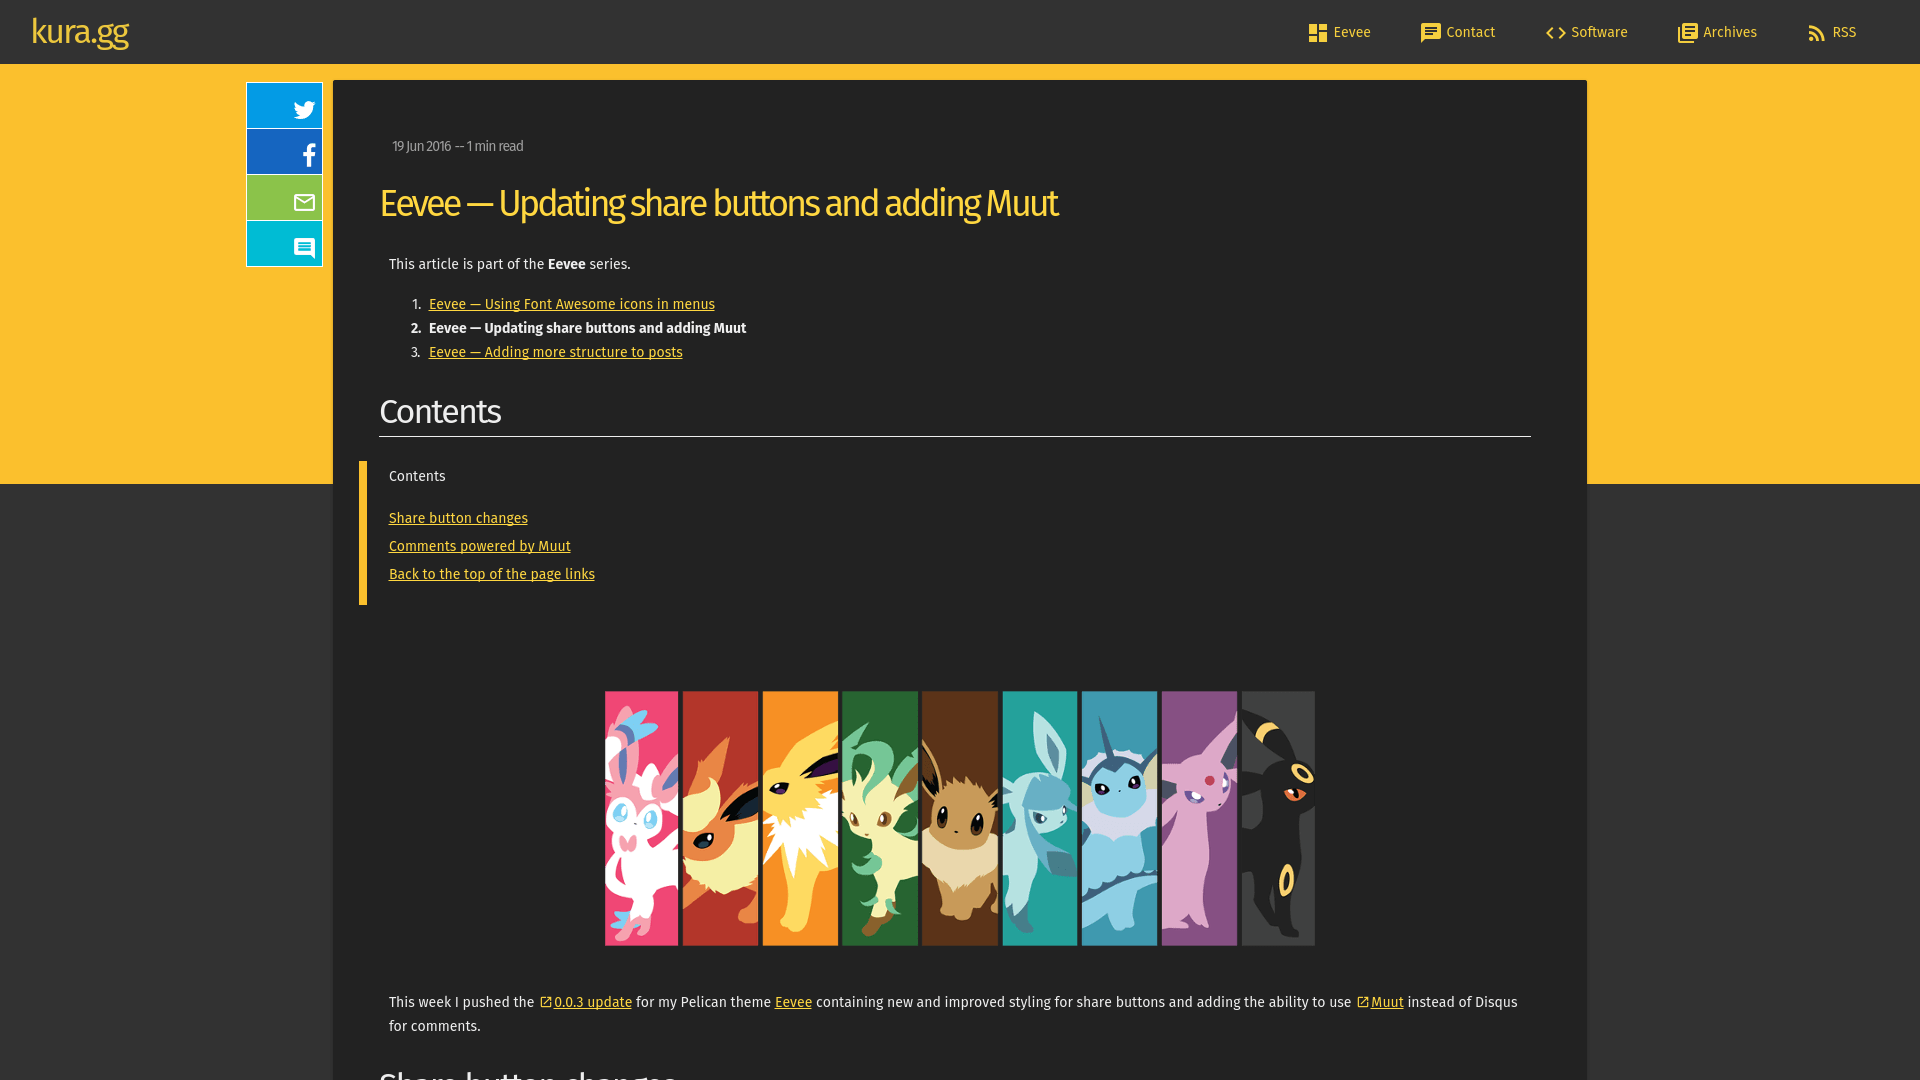 kura.gg
Eevee
Contact
Software
Archives
RSS
19 Jun 2016 -- 1 min read
Eevee — Updating share buttons and adding Muut
This article is part of the Eevee series.
1. Eevee — Using Font Awesome icons in menus
2. Eevee — Updating share buttons and adding Muut
3. Eevee — Adding more structure to posts
Contents
Contents
Share button changes
Comments powered by Muut
Back to the top of the page links
This week I pushed the 0.0.3 update for my Pelican theme Eevee containing new and improved styling for share buttons and adding the ability to use Muut instead of Disqus
for comments.
Share button changes